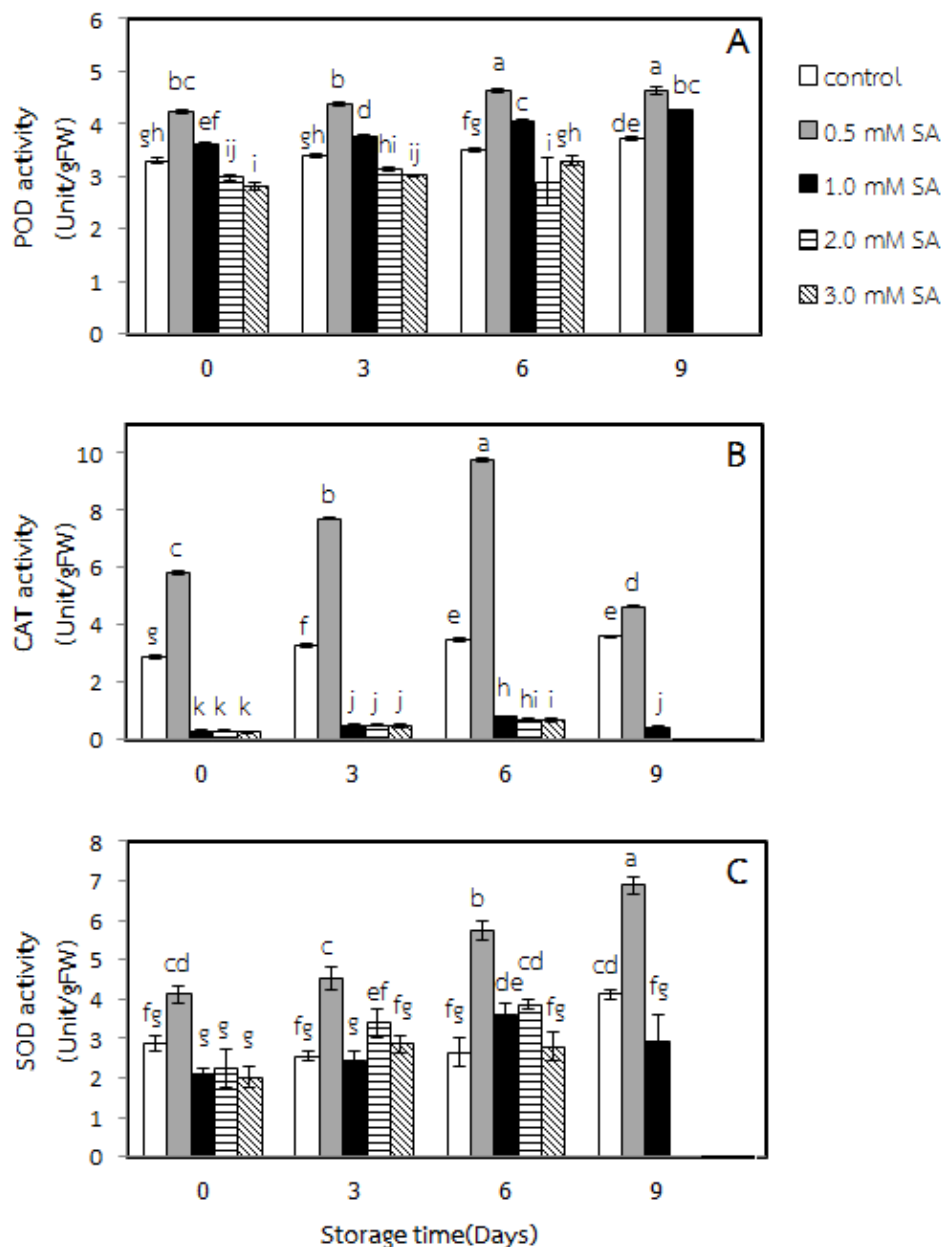 6
5
4
3
2
1
0
POD activity
(Unit/gFW)
A
gh bc ef ij i
gh b d hi ij
fg a c i gh
de a bc
0 3 6 9
control
0.5 mM SA
1.0 mM SA
2.0 mM SA
3.0 mM SA
10
8
6
4
2
0
CAT activity
(Unit/gFW)
B
g c k k k
f b j j j
e a h hi i
e d j
0 3 6 9
8
7
6
5
4
3
2
1
0
SOD activity
(Unit/gFW)
C
fg cd g g g
fg c g ef fg
fg b de cd fg
cd a fg
0 3 6 9
Storage time(Days)